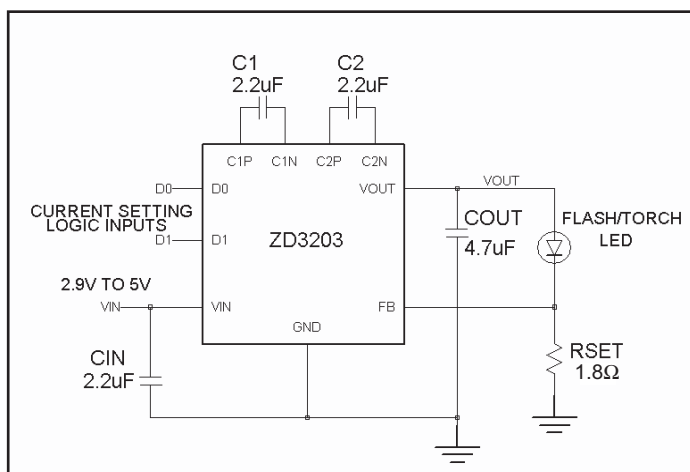 C1
2.2uF
C2
2.2uF
C1P
C1N
C2P
C2N
D0
D0
VOUT
VOUT
CURRENT SETTING
LOGIC INPUTS
D1
D1
ZD3203
COUT
4.7uF
FLASH/TORCH
LED
2.9V TO 5V
VIN
VIN
FB
GND
CIN
2.2uF
RSET
1.8Ω